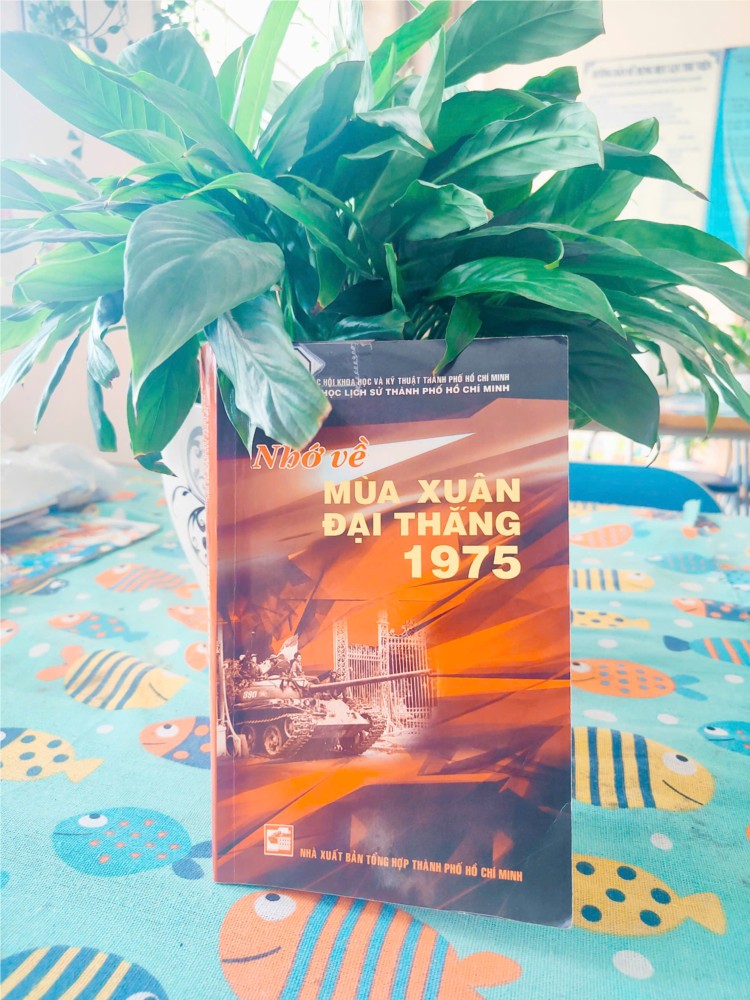 HỘI KHOA HỌC VÀ KỸ THUẬT THÀNH PHỐ HỒ CHÍ MINH
HỌC LỊCH SỬ THÀNH PHỐ HỒ CHÍ MINH
Nhớ về
MÙA XUÂN
ĐẠI THẮNG
1975
390
NHÀ XUẤT BẢN TỔNG HỢP THÀNH PHỐ HỒ CHÍ MINH